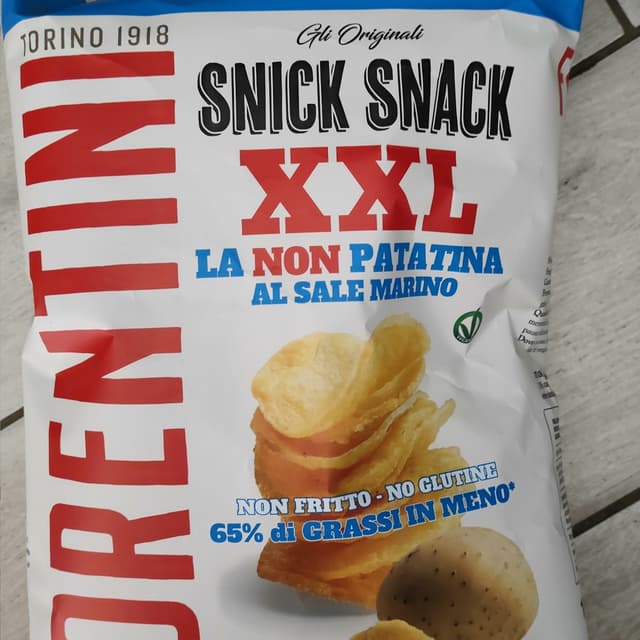 TORINO 1918
ORENTINI
Gli Originali
SNICK SNACK
XXL
LA NON PATATINA
AL SALE MARINO
NON FRITTO - NO GLUTINE
65% di GRASSI IN MENO*